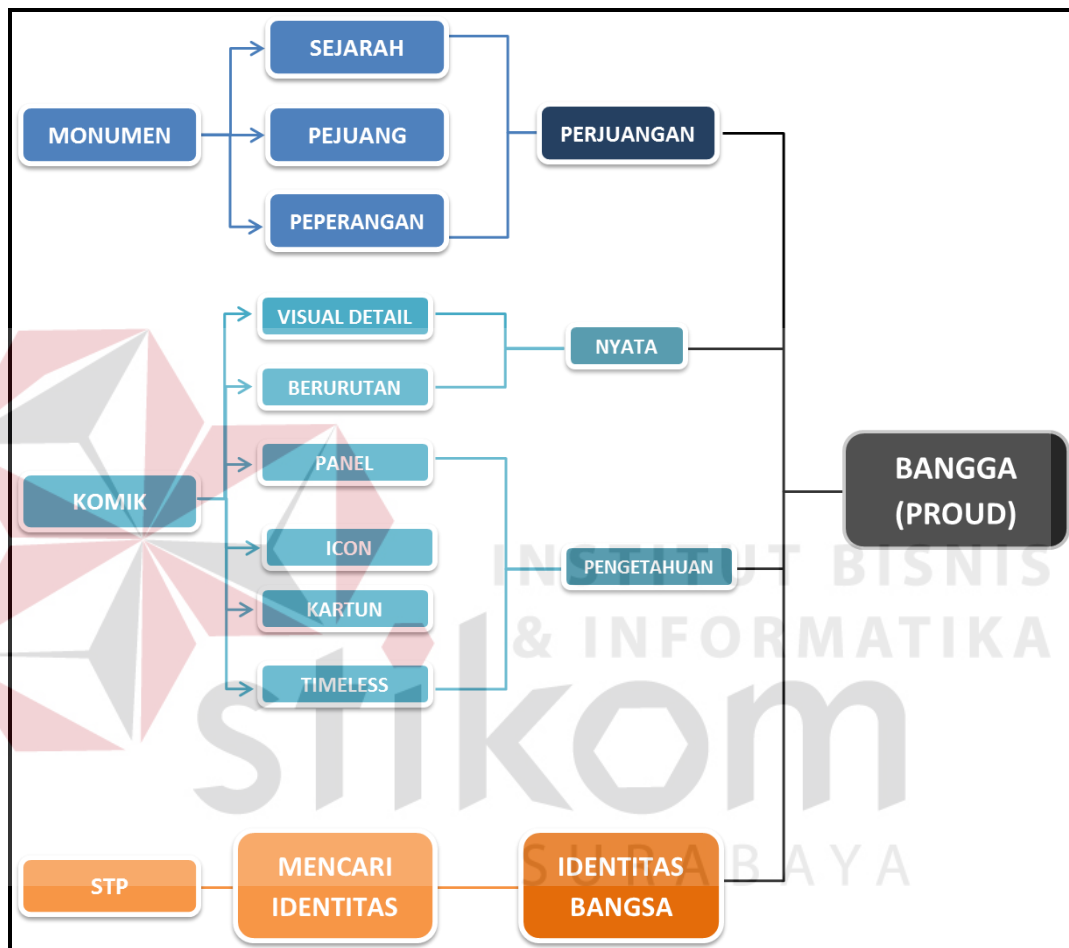 SEJARAH
MONUMEN
PEJUANG
PERJUANGAN
PEPERANGAN
VISUAL DETAIL
NYATA
BERURUTAN
PANEL
KOMIK
ICON
PENGETAHUAN
KARTUN
TIMELESS
BANGGA
(PROUD)
STP
MENCARI
IDENTITAS
IDENTITAS
BANGSA
INSTITUT BISNIS
& INFORMATIKA
stikom
SURABAYA